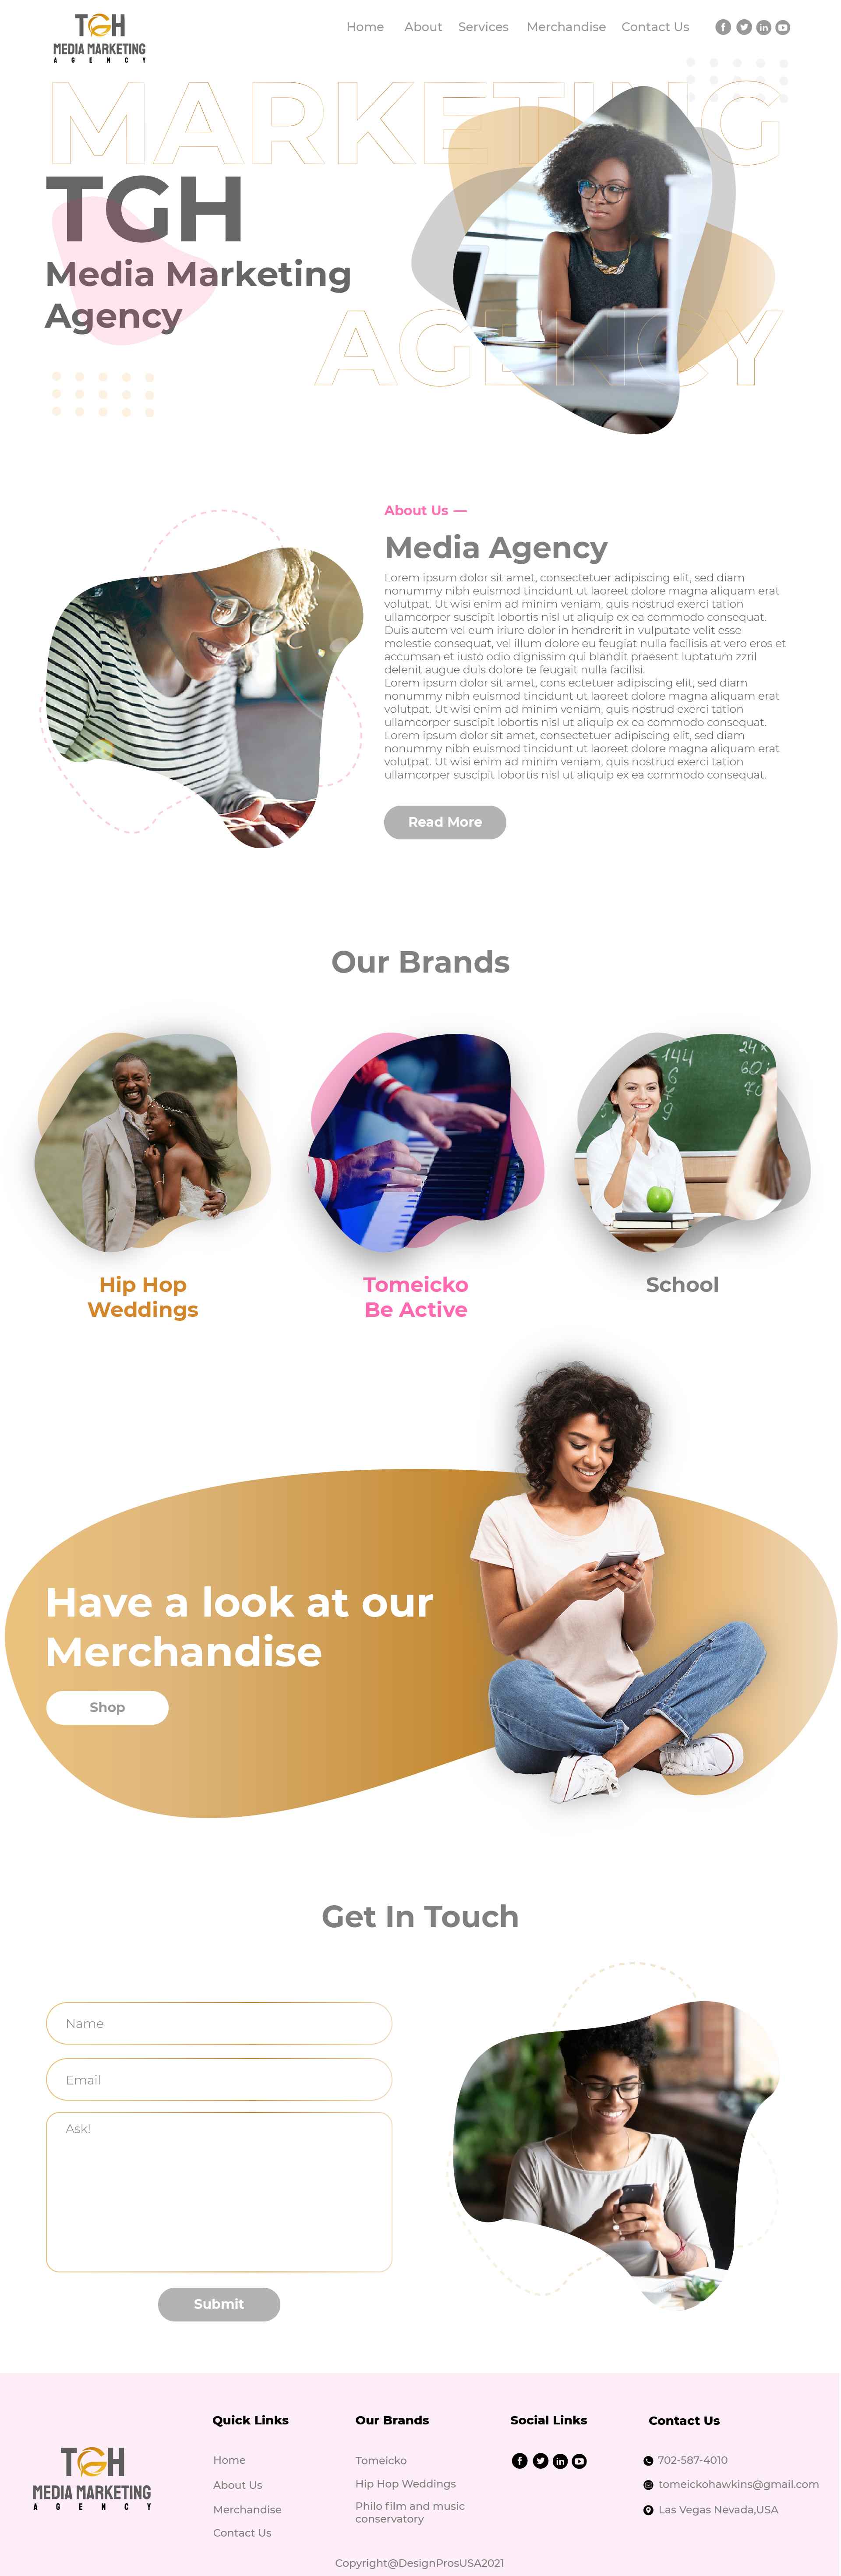 TGH
MEDIA MARKETING
AGENCY
Home About Services Merchandise Contact Us
MARKETING
TGH
Media Marketing
Agency
AGENCY
About Us —
Media Agency
Lorem ipsum dolor sit amet, consectetuer adipiscing elit, sed diam
nonummy nibh euismod tincidunt ut laoreet dolore magna aliquam erat
volutpat. Ut wisi enim ad minim veniam, quis nostrud exerci tation
ullamcorper suscipit lobortis nisl ut aliquip ex ea commodo consequat.
Duis autem vel eum iriure dolor in hendrerit in vulputate velit esse
molestie consequat, vel illum dolore eu feugiat nulla facilisis at vero eros et
accumsan et iusto odio dignissim qui blandit praesent luptatum zzril
delenit augue duis dolore te feugait nulla facilisi.
Lorem ipsum dolor sit amet, cons ectetuer adipiscing elit, sed diam
nonummy nibh euismod tincidunt ut laoreet dolore magna aliquam erat
volutpat. Ut wisi enim ad minim veniam, quis nostrud exerci tation
ullamcorper suscipit lobortis nisl ut aliquip ex ea commodo consequat.
Lorem ipsum dolor sit amet, consectetuer adipiscing elit, sed diam
nonummy nibh euismod tincidunt ut laoreet dolore magna aliquam erat
volutpat. Ut wisi enim ad minim veniam, quis nostrud exerci tation
ullamcorper suscipit lobortis nisl ut aliquip ex ea commodo consequat.
Read More
Our Brands
Hip Hop
Weddings
Tomeicko
Be Active
School
Have a look at our
Merchandise
Shop
Get In Touch
Name
Email
Ask!
Submit
TGH
MEDIA MARKETING
AGENCY
Quick Links
Home
About Us
Merchandise
Contact Us
Our Brands
Tomeicko
Hip Hop Weddings
Philo film and music
conservatory
Social Links
Contact Us
702-587-4010
tomeickohawkins@gmail.com
Las Vegas Nevada,USA
Copyright@DesignProsUSA2021